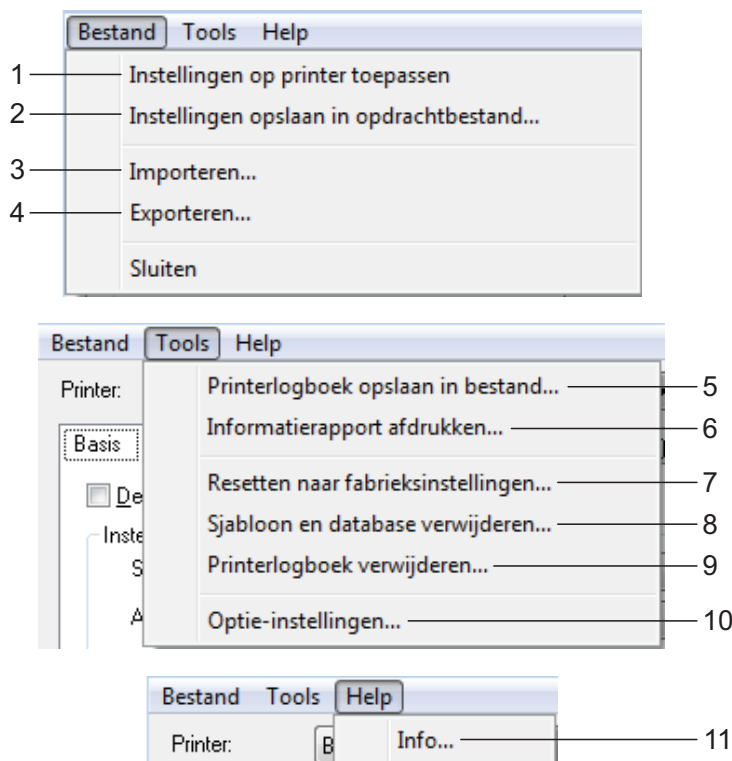 Bestand Tools Help
1 Instellingen op printer toepassen
2 Instellingen opslaan in opdrachtbestand...
3 Importeren...
4 Exporteren...
Sluiten
Bestand Tools Help
Printer: Printerlogboek opslaan in bestand... 5
Basis Informatierapport afdrukken... 6
Resetten naar fabrieksinstellingen... 7
De Sjabloon en database verwijderen... 8
Inste
S Printerlogboek verwijderen... 9
A Optie-instellingen... 10
Bestand Tools Help
Printer: B Info... 11